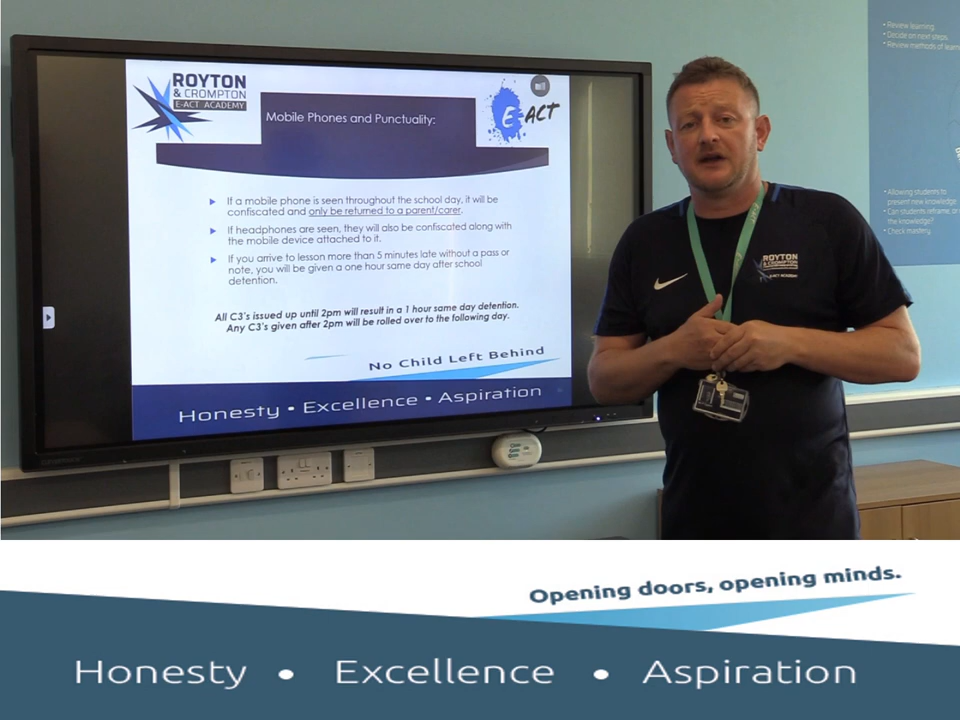 ROYTON
& CROMPTON
E-ACT ACADEMY
Mobile Phones and Punctuality:
E-ACT
If a mobile phone is seen throughout the school day, it will be
confiscated and only be returned to a parent/carer.
If headphones are seen, they will also be confiscated along with
the mobile device attached to it.
If you arrive to lesson more than 5 minutes late without a pass or
note, you will be given a one hour same day after school
detention.
All C3's issued up until 2pm will result in a 1 hour same day detention.
Any C3's given after 2pm will be rolled over to the following day.
No Child Left Behind
Honesty • Excellence • Aspiration
• Review learning.
• Decide on next steps.
• Review methods of learn
• Allowing students to
present new knowledge
• Can students reframe, or
the knowledge?
• Check mastery
ROYTON
& CROMPTON
E-ACT ACADEMY
Opening doors, opening minds.
Honesty • Excellence • Aspiration